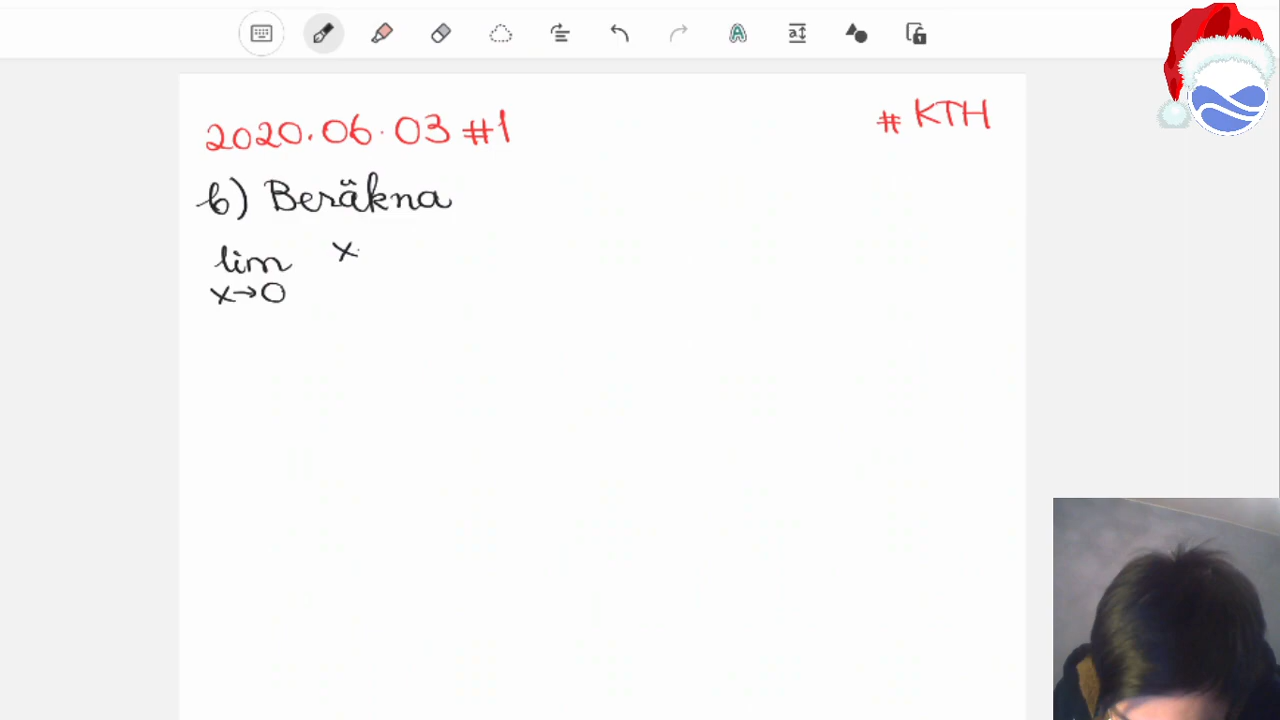 2020.06.03 #1
# KTH
b) Beräkna
lim x
x→0